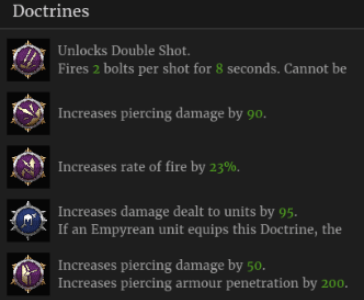 Doctrines
Unlocks Double Shot.
Fires 2 bolts per shot for 8 seconds. Cannot be
Increases piercing damage by 90.
Increases rate of fire by 23%.
Increases damage dealt to units by 95.
If an Empyrean unit equips this Doctrine, the
Increases piercing damage by 50.
Increases piercing armour penetration by 200.